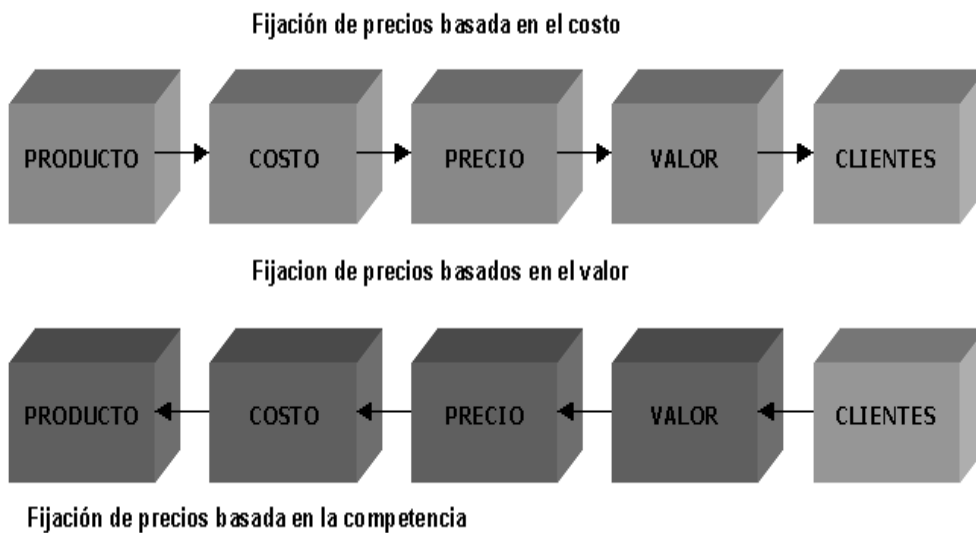 Fijación de precios basada en el costo
PRODUCTO COSTO PRECIO VALOR CLIENTES
Fijacion de precios basados en el valor
PRODUCTO COSTO PRECIO VALOR CLIENTES
Fijación de precios basada en la competencia